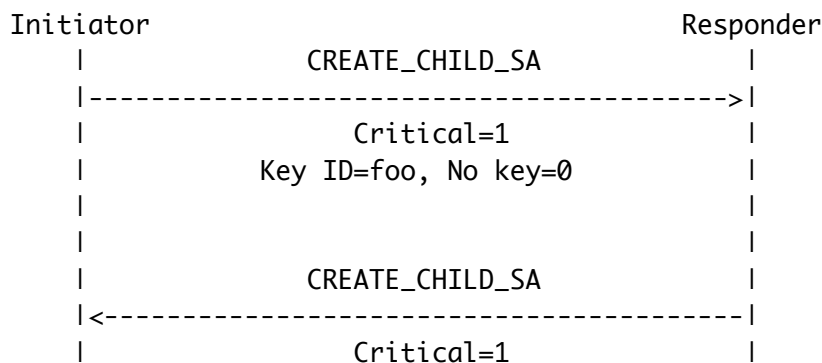 Initiator                                  Responder
    |              CREATE_CHILD_SA             |
    |----------------------------------------->|
    |                 Critical=1               |
    |           Key ID=foo, No key=0           |
    |                                          |
    |                                          |
    |              CREATE_CHILD_SA             |
    |<-----------------------------------------|
    |                 Critical=1               |